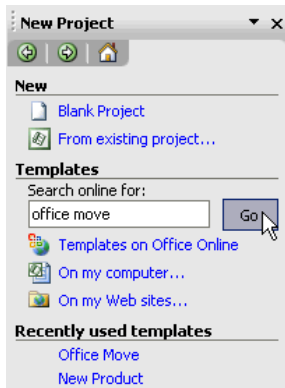 New Project
New
Blank Project
From existing project...
Templates
Search online for:
office move
Go
Templates on Office Online
On my computer...
On my Web sites...
Recently used templates
Office Move
New Product